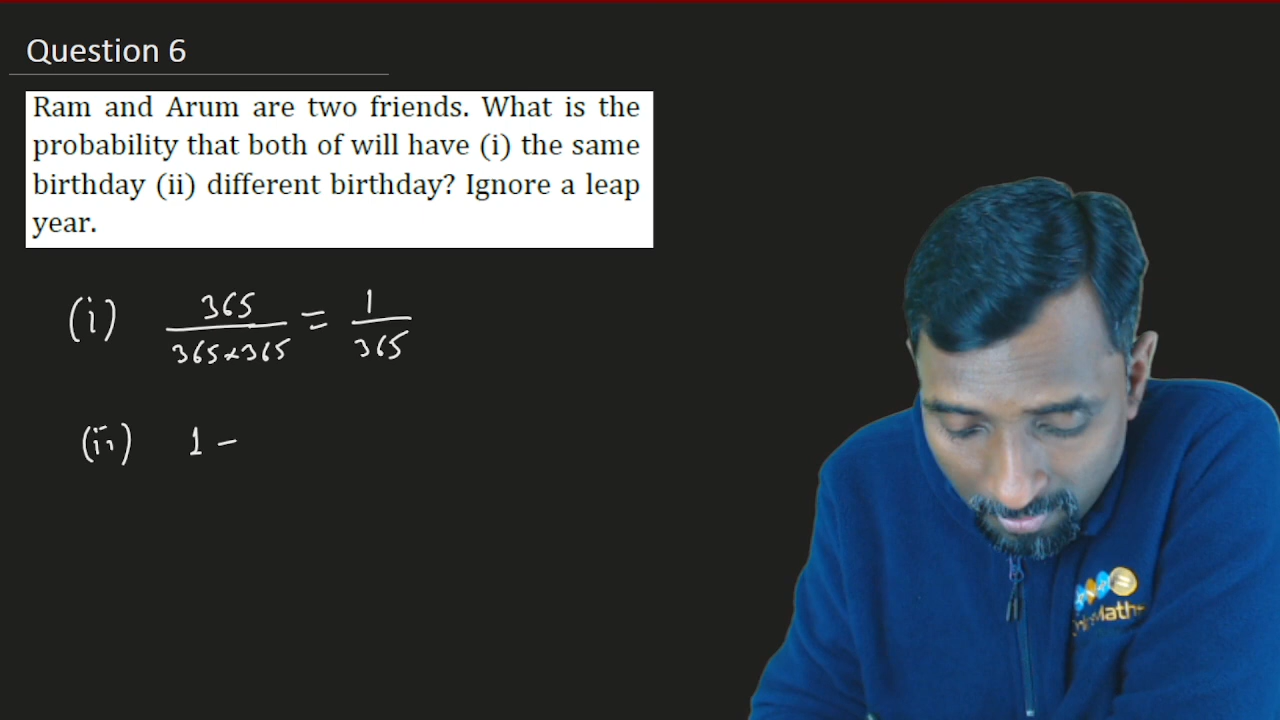 Question 6
Ram and Arum are two friends. What is the
probability that both of will have (i) the same
birthday (ii) different birthday? Ignore a leap
year.
(i) 365 / 365×365 = 1 / 365
(ii) 1 −